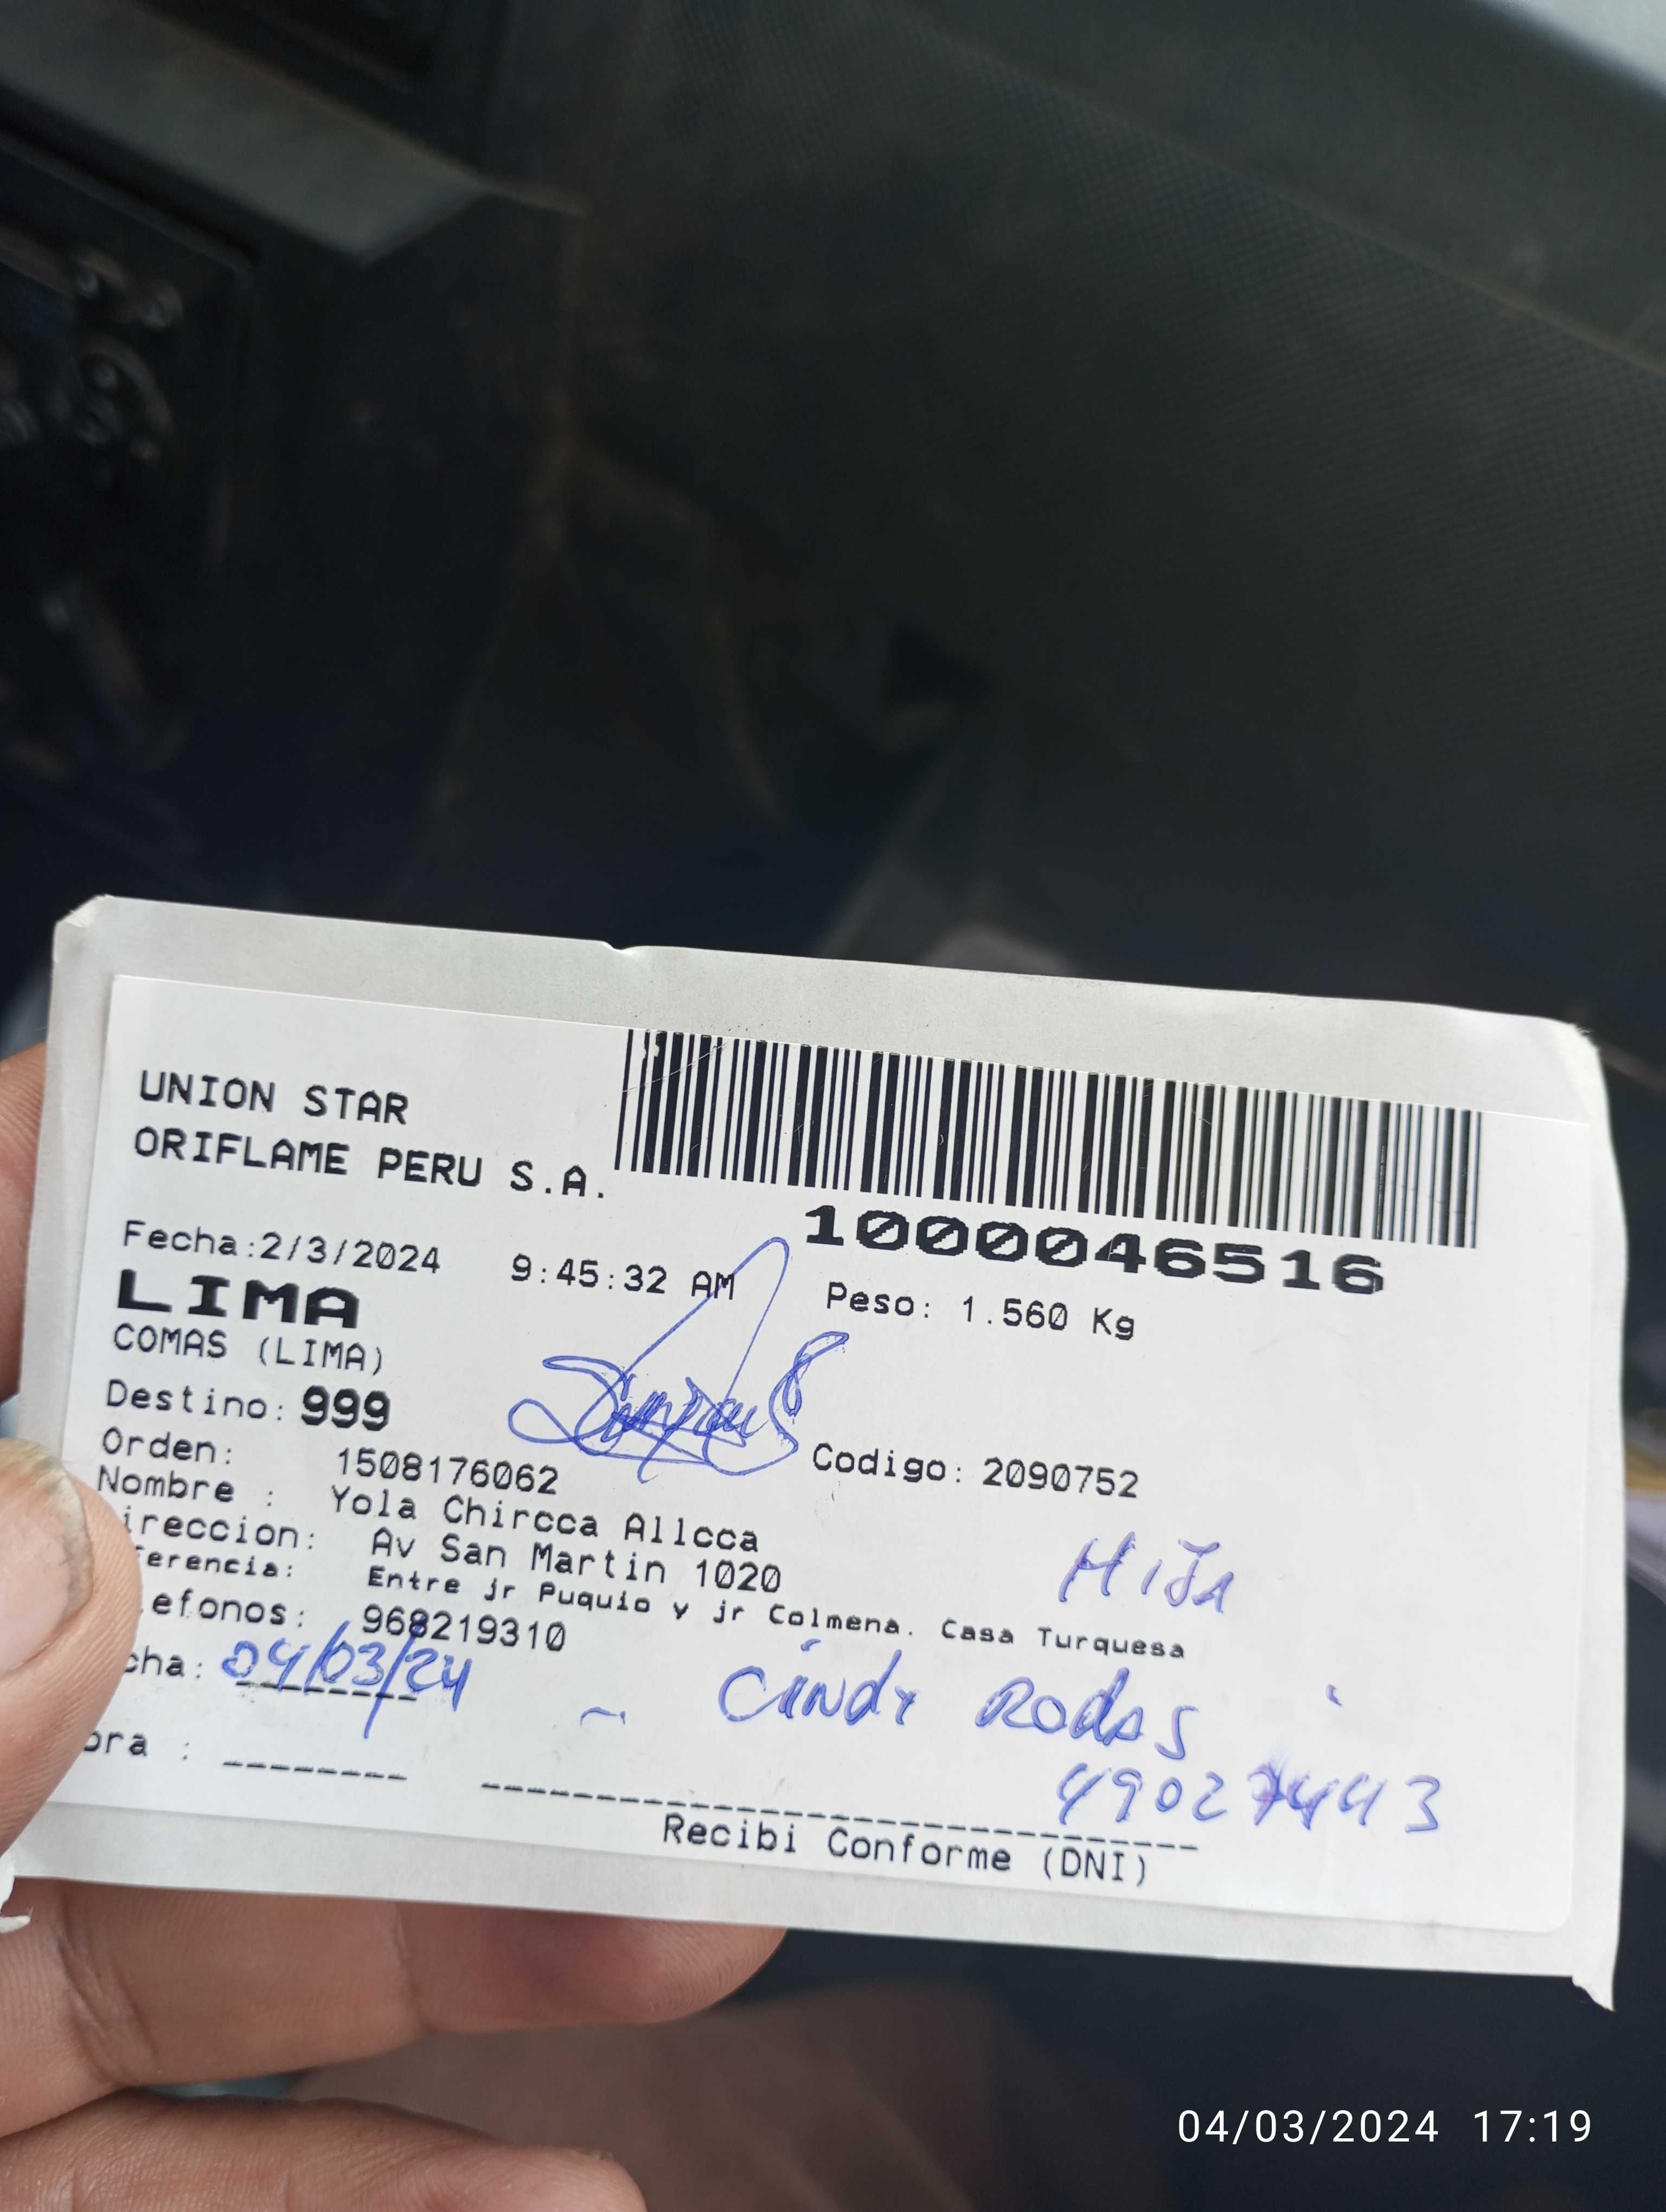 UNION STAR
ORIFLAME PERU S.A.
1000046516
Fecha:2/3/2024 9:45:32 AM Peso: 1.560 Kg
LIMA
COMAS (LIMA)
Destino: 999
Orden: 1508176062 Codigo: 2090752
Nombre : Yola Chircca Allcca
ireccion: Av San Martin 1020
HiJA
ferencia: Entre jr Puquio y jr Colmena. Casa Turquesa
lefonos: 968219310
cha: 04/03/24
Cindy Rodas
ora :
49027443
Recibi Conforme (DNI)
04/03/2024 17:19